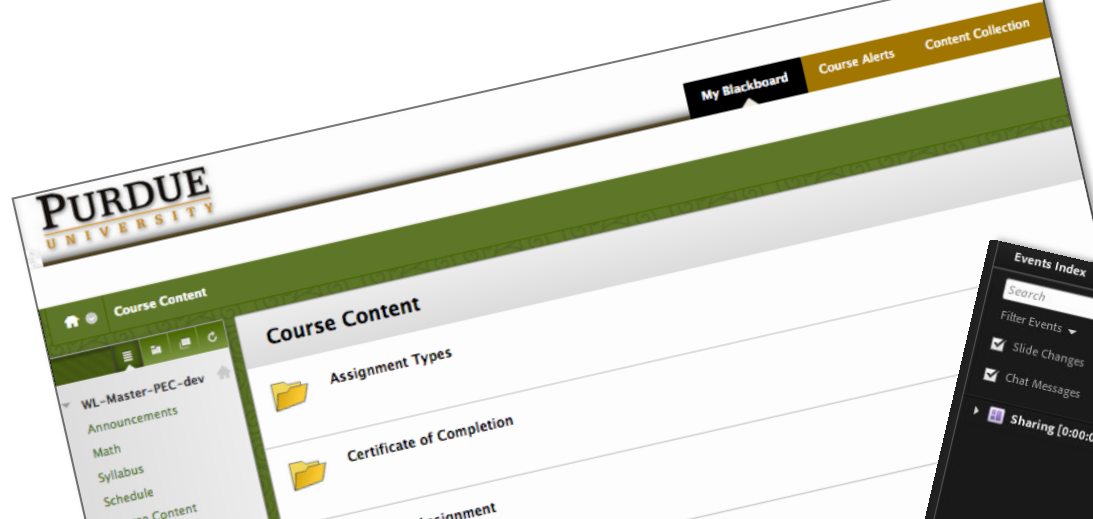 My Blackboard
Course Alerts
Content Collection
PURDUE
UNIVERSITY
Course Content
WL-Master-PEC-dev
Announcements
Math
Syllabus
Schedule
Content
Course Content
Assignment Types
Certificate of Completion
Events Index
Search
Filter Events
Slide Changes
Chat Messages
Sharing [0:00:0